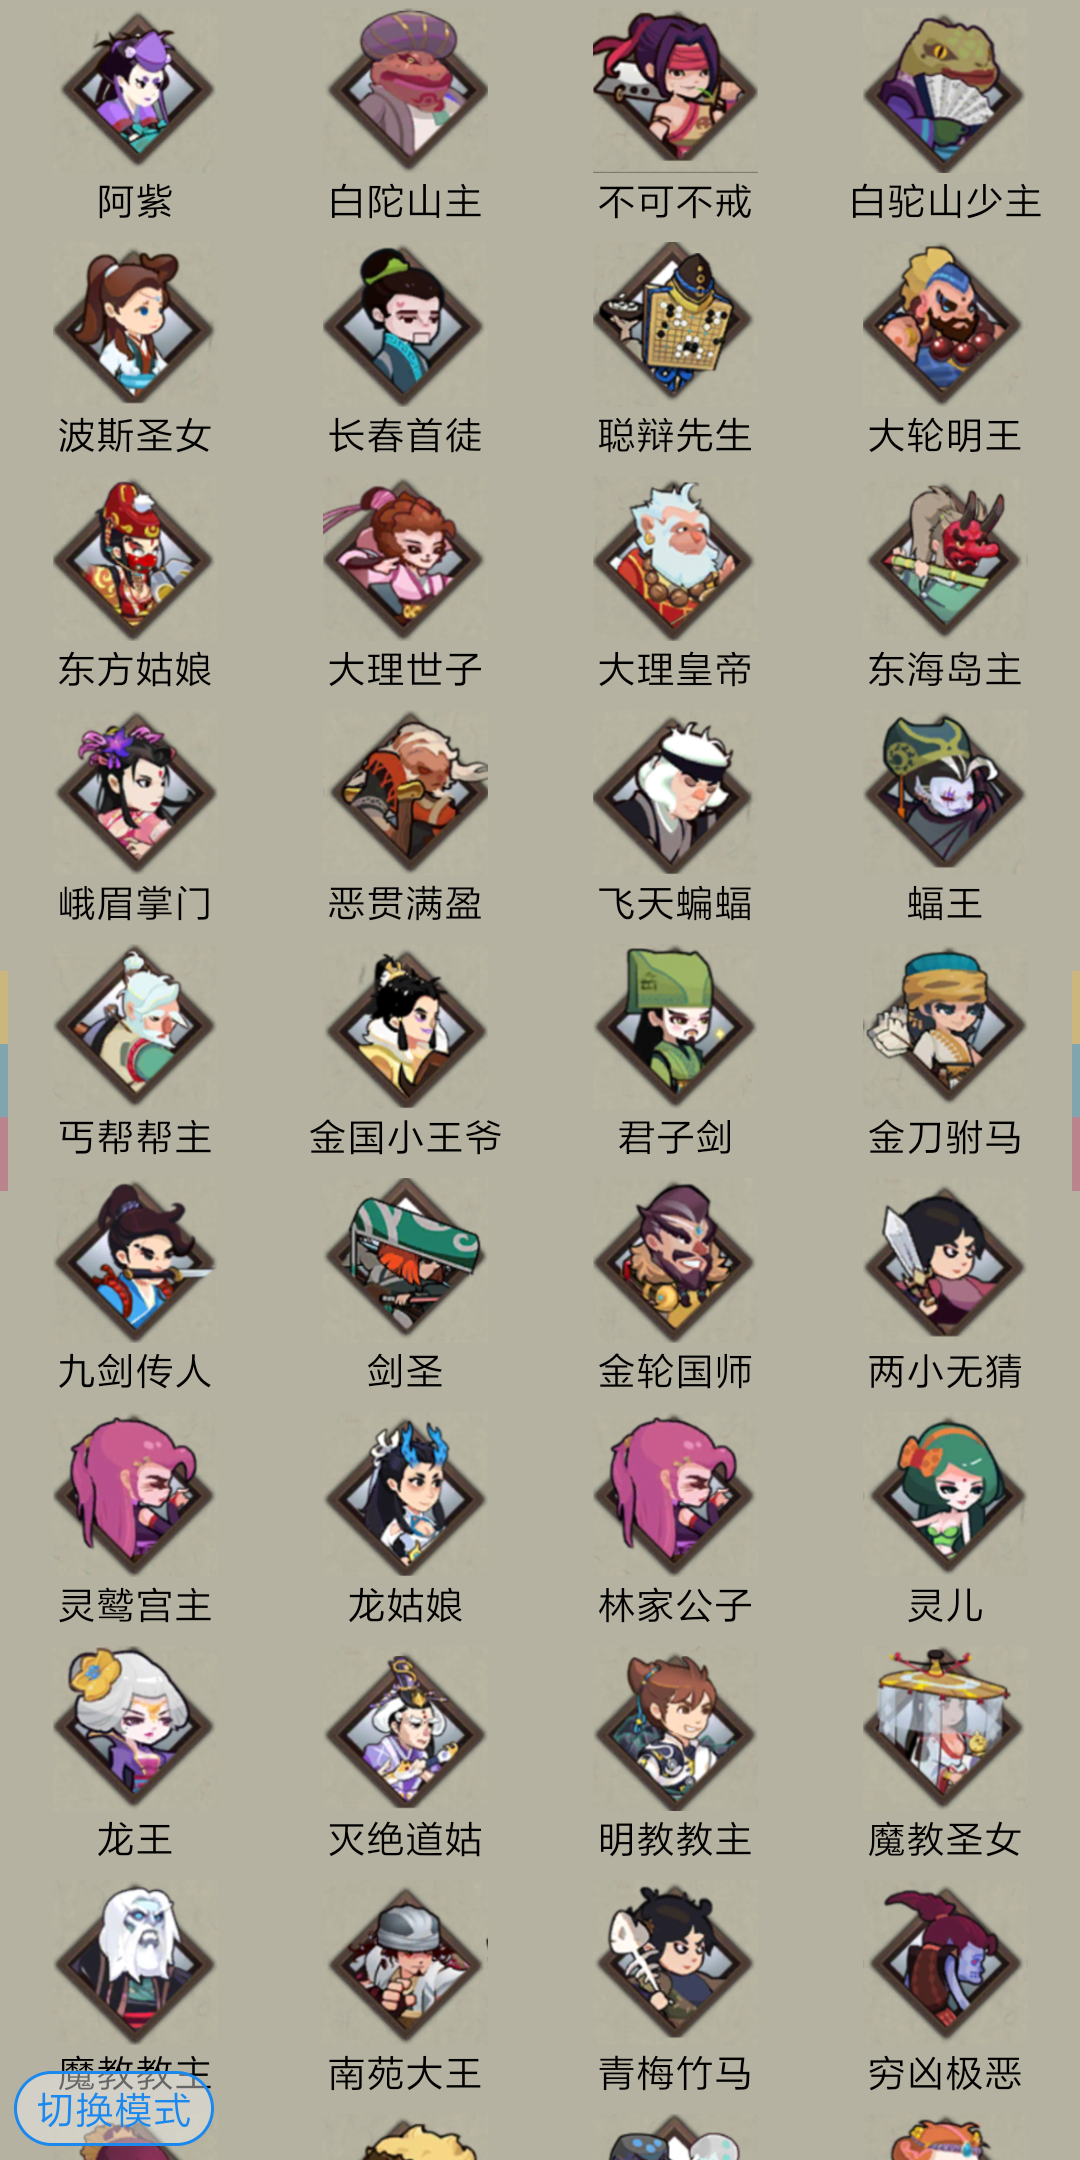 阿紫 白陀山主 不可不戒 白驼山少主
波斯圣女 长春首徒 聪辩先生 大轮明王
东方姑娘 大理世子 大理皇帝 东海岛主
峨眉掌门 恶贯满盈 飞天蝙蝠 蝠王
丐帮帮主 金国小王爷 君子剑 金刀驸马
九剑传人 剑圣 金轮国师 两小无猜
灵鹫宫主 龙姑娘 林家公子 灵儿
龙王 灭绝道姑 明教教主 魔教圣女
魔教教主 南苑大王 青梅竹马 穷凶极恶
切换模式